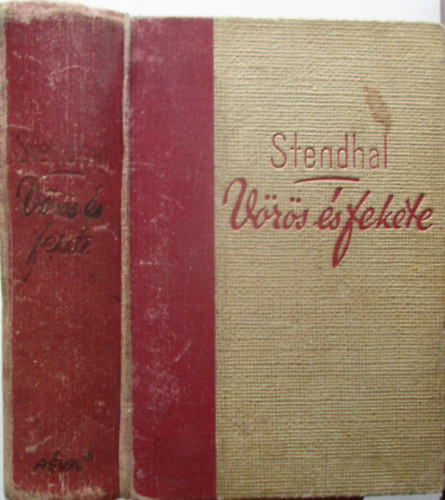 Stendhal
Vörös és
fekete
RÉVAI
Stendhal
Vörös és fekete